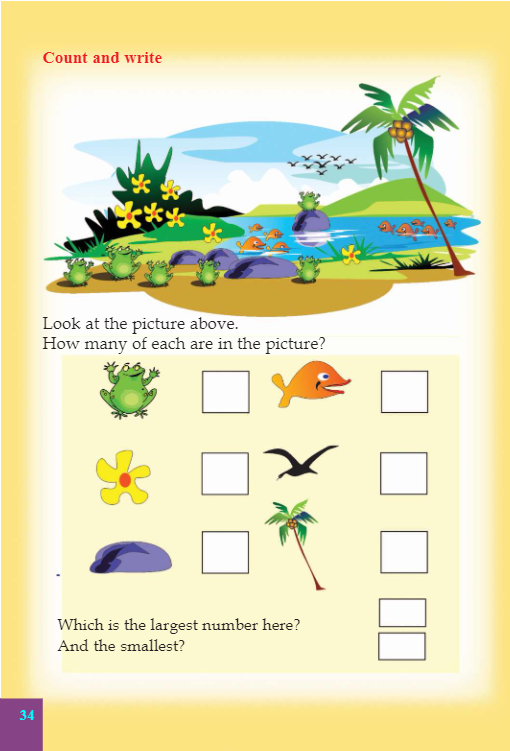 Count and write
Look at the picture above.
How many of each are in the picture?
Which is the largest number here?
And the smallest?
34